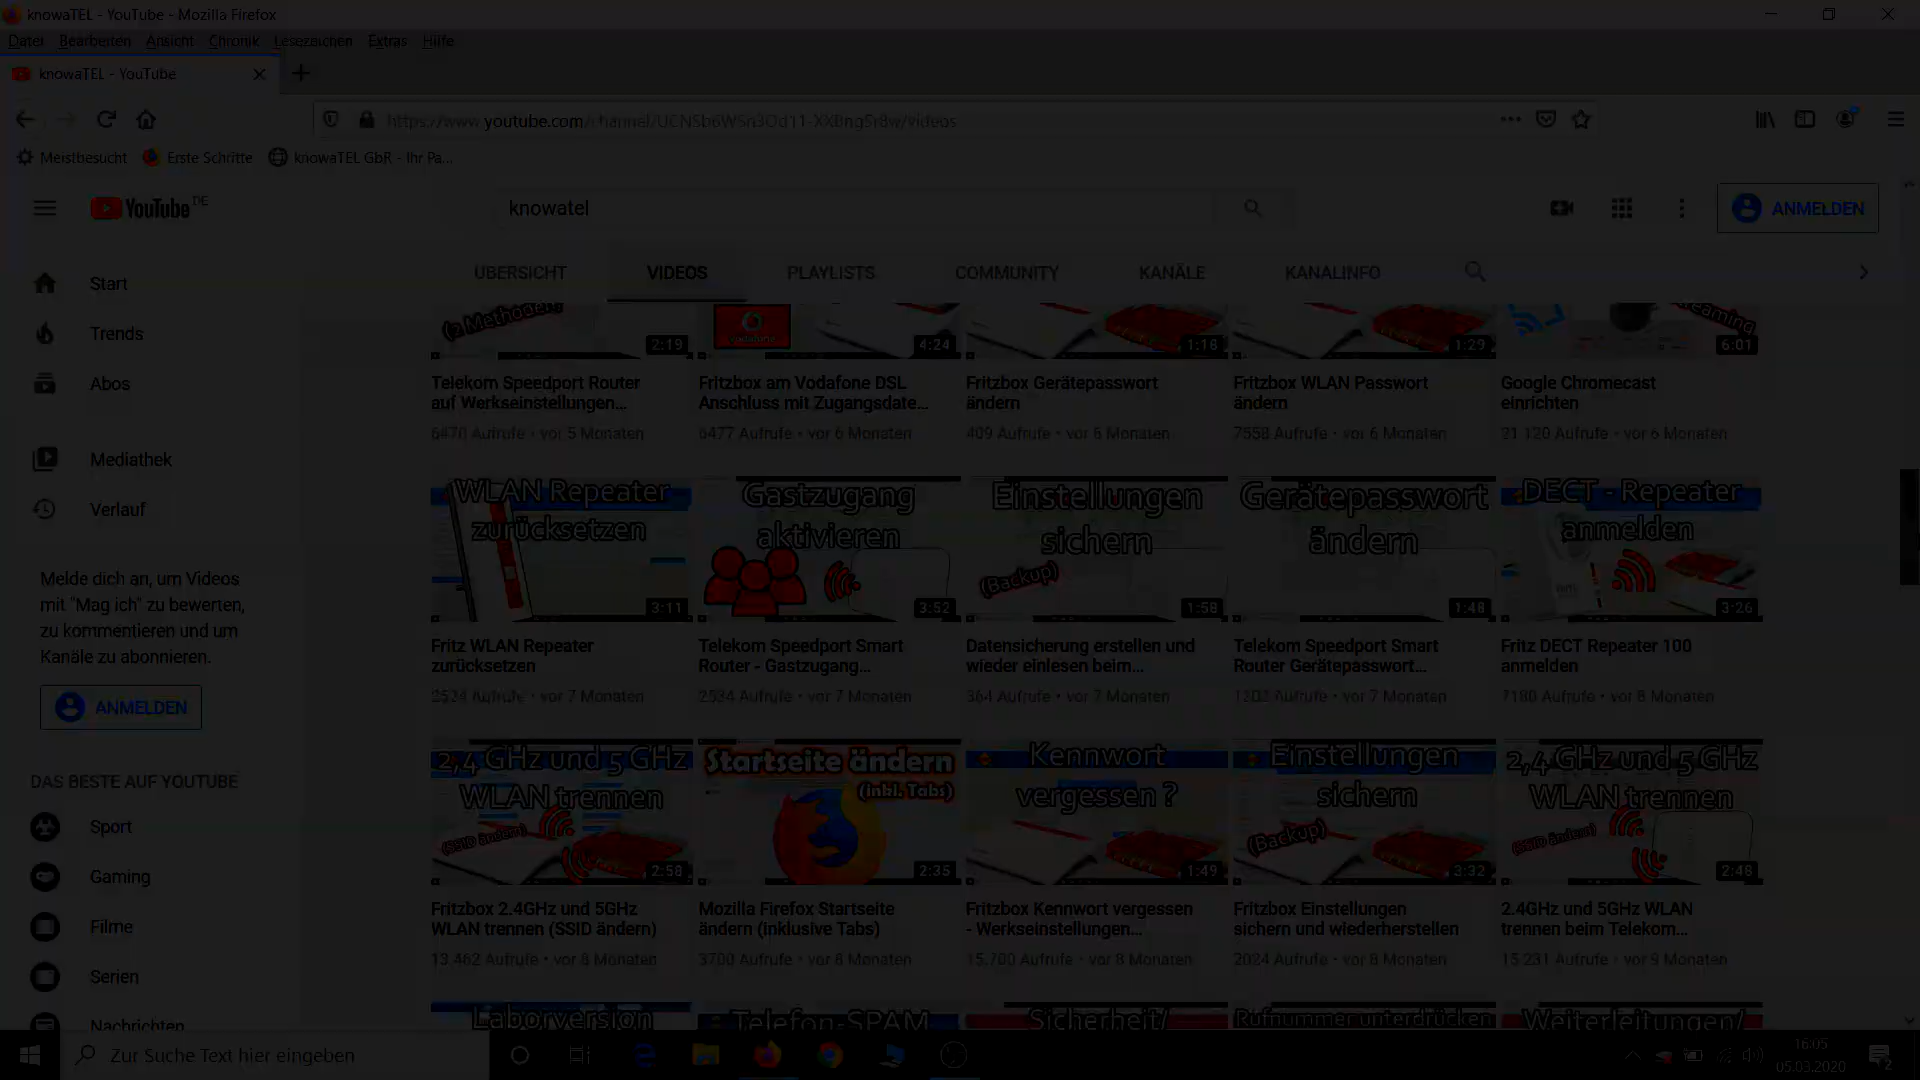 knowaTEL - YouTube - Mozilla Firefox
Datei Bearbeiten Ansicht Chronik Lesezeichen Extras Hilfe
knowaTEL - YouTube
Meistbesucht Erste Schritte knowaTEL GbR - Ihr Pa...
YouTube DE
knowatel
ANMELDEN
ÜBERSICHT VIDEOS PLAYLISTS COMMUNITY KANÄLE KANALINFO
Start
Trends
Abos
Mediathek
Verlauf
Melde dich an, um Videos
mit "Mag ich" zu bewerten,
zu kommentieren und um
Kanäle zu abonnieren.
ANMELDEN
DAS BESTE AUF YOUTUBE
Sport
Gaming
Filme
Serien
Nachrichten
(2 Methoden)
2:19
vodafone
4:24
1:18
1:29
6:01
Telekom Speedport Router
auf Werkseinstellungen...
6470 Aufrufe • vor 5 Monaten
Fritzbox am Vodafone DSL
Anschluss mit Zugangsdate...
6477 Aufrufe • vor 6 Monaten
Fritzbox Gerätepasswort
ändern
409 Aufrufe • vor 6 Monaten
Fritzbox WLAN Passwort
ändern
7558 Aufrufe • vor 6 Monaten
Google Chromecast
einrichten
21.120 Aufrufe • vor 6 Monaten
WLAN Repeater
zurücksetzen
3:11
Gastzugang
aktivieren
3:52
Einstellungen
sichern
(Backup)
1:58
Gerätepasswort
ändern
1:48
DECT - Repeater
anmelden
3:26
Fritz WLAN Repeater
zurücksetzen
2524 Aufrufe • vor 7 Monaten
Telekom Speedport Smart
Router - Gastzugang...
2534 Aufrufe • vor 7 Monaten
Datensicherung erstellen und
wieder einlesen beim...
364 Aufrufe • vor 7 Monaten
Telekom Speedport Smart
Router Gerätepasswort...
1202 Aufrufe • vor 7 Monaten
Fritz DECT Repeater 100
anmelden
7180 Aufrufe • vor 8 Monaten
2,4 GHz und 5 GHz
WLAN trennen
(SSID ändern)
2:58
Startseite ändern
(inkl. Tabs)
2:35
Kennwort
vergessen ?
1:49
Einstellungen
sichern
(Backup)
3:32
2,4 GHz und 5 GHz
WLAN trennen
(SSID ändern)
2:48
Fritzbox 2.4GHz und 5GHz
WLAN trennen (SSID ändern)
13.462 Aufrufe • vor 8 Monaten
Mozilla Firefox Startseite
ändern (inklusive Tabs)
3700 Aufrufe • vor 8 Monaten
Fritzbox Kennwort vergessen
- Werkseinstellungen...
15.700 Aufrufe • vor 8 Monaten
Fritzbox Einstellungen
sichern und wiederherstellen
2024 Aufrufe • vor 8 Monaten
2.4GHz und 5GHz WLAN
trennen beim Telekom...
15.231 Aufrufe • vor 9 Monaten
Laborversion
Telefon-SPAM
Sicherheit/
Rufnummer unterdrücken
Weiterleitungen/
Zur Suche Text hier eingeben
16:05
05.03.2020